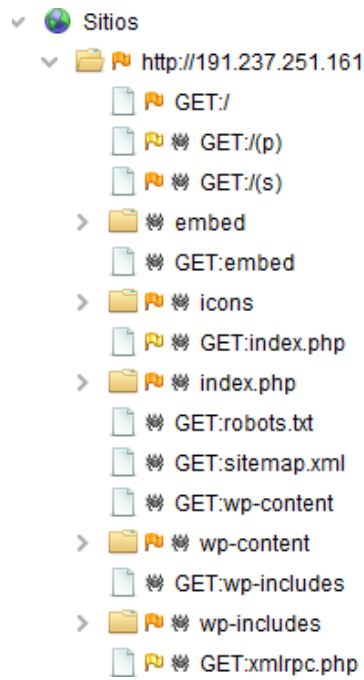 Sitios
http://191.237.251.161
GET:/
GET:/(p)
GET:/(s)
embed
GET:embed
icons
GET:index.php
index.php
GET:robots.txt
GET:sitemap.xml
GET:wp-content
wp-content
GET:wp-includes
wp-includes
GET:xmlrpc.php